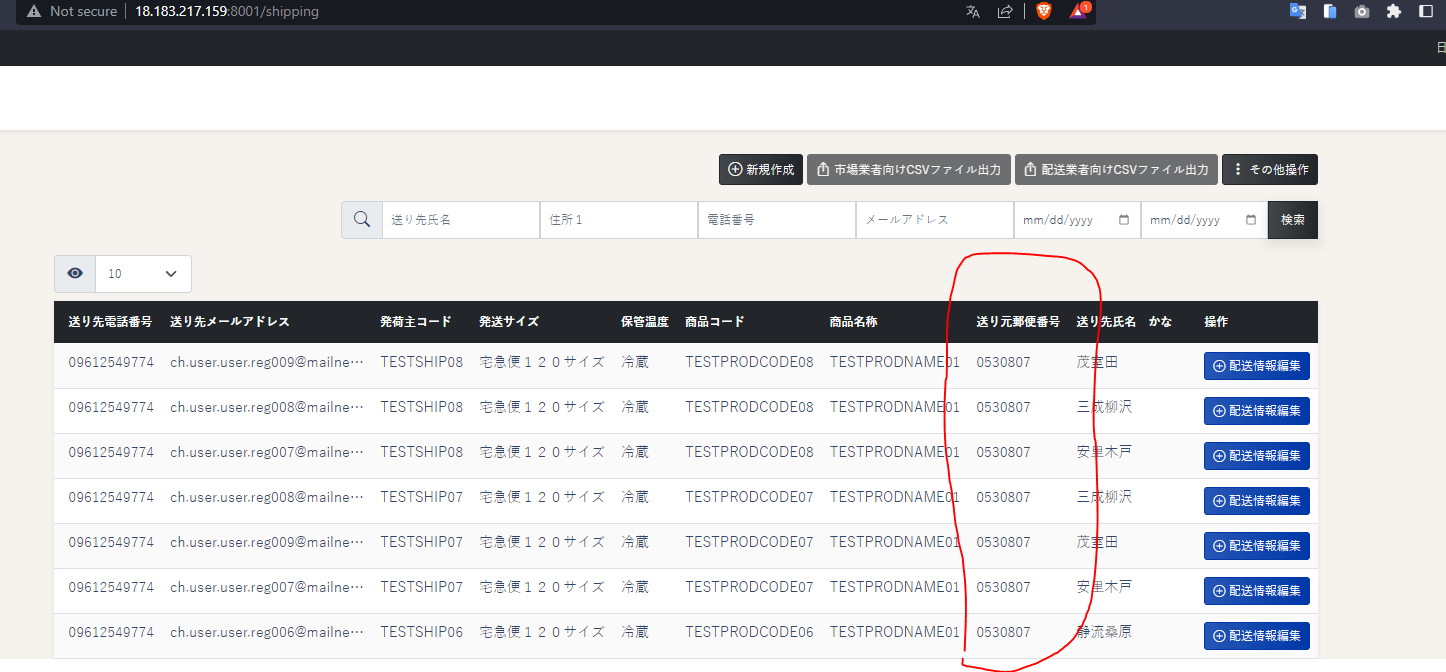 Not secure 18.183.217.159:8001/shipping 1
日
新規作成 市場業者向けCSVファイル出力 配送業者向けCSVファイル出力 その他操作
送り先氏名 住所１ 電話番号 メールアドレス mm/dd/yyyy mm/dd/yyyy 検索
10
送り先電話番号 送り先メールアドレス 発荷主コード 発送サイズ 保管温度 商品コード 商品名称 送り元郵便番号 送り先氏名 かな 操作
09612549774 ch.user.user.reg009@mailne… TESTSHIP08 宅急便１２０サイズ 冷蔵 TESTPRODCODE08 TESTPRODNAME01 0530807 茂室田 配送情報編集
09612549774 ch.user.user.reg008@mailne… TESTSHIP08 宅急便１２０サイズ 冷蔵 TESTPRODCODE08 TESTPRODNAME01 0530807 三成柳沢 配送情報編集
09612549774 ch.user.user.reg007@mailne… TESTSHIP08 宅急便１２０サイズ 冷蔵 TESTPRODCODE08 TESTPRODNAME01 0530807 安里木戸 配送情報編集
09612549774 ch.user.user.reg008@mailne… TESTSHIP07 宅急便１２０サイズ 冷蔵 TESTPRODCODE07 TESTPRODNAME01 0530807 三成柳沢 配送情報編集
09612549774 ch.user.user.reg009@mailne… TESTSHIP07 宅急便１２０サイズ 冷蔵 TESTPRODCODE07 TESTPRODNAME01 0530807 茂室田 配送情報編集
09612549774 ch.user.user.reg007@mailne… TESTSHIP07 宅急便１２０サイズ 冷蔵 TESTPRODCODE07 TESTPRODNAME01 0530807 安里木戸 配送情報編集
09612549774 ch.user.user.reg006@mailne… TESTSHIP06 宅急便１２０サイズ 冷蔵 TESTPRODCODE06 TESTPRODNAME01 0530807 静流桑原 配送情報編集